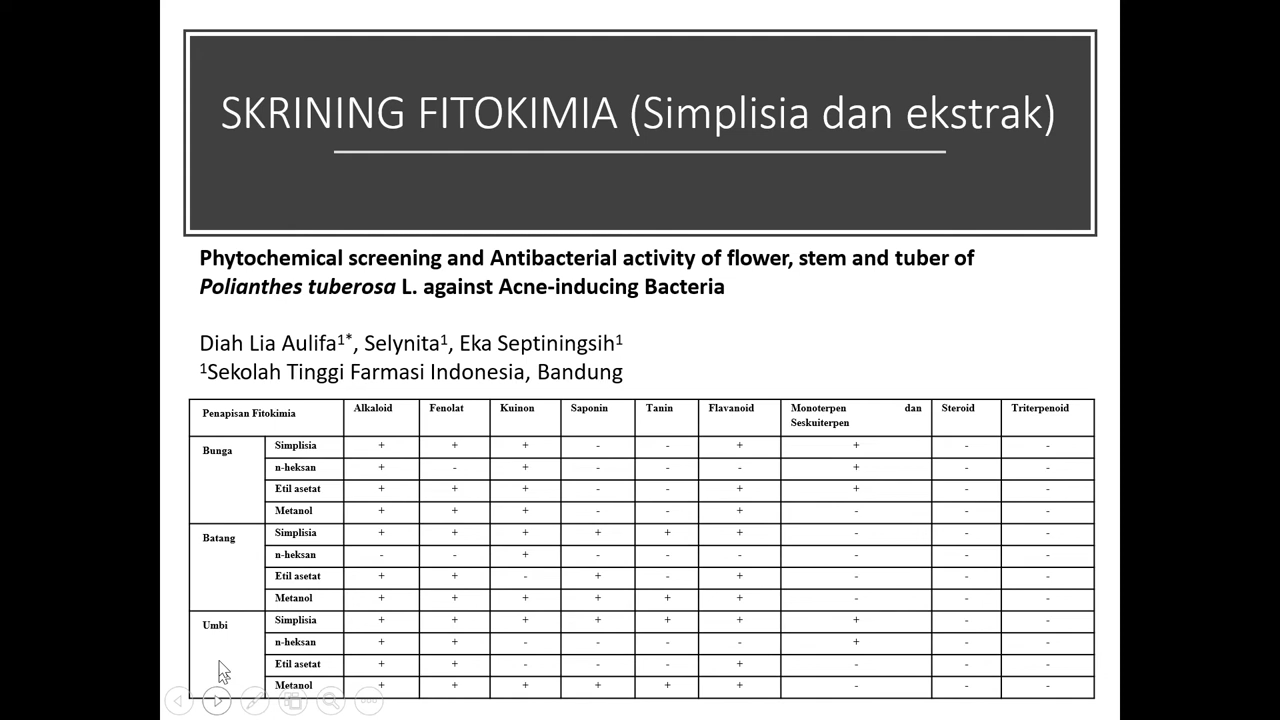 SKRINING FITOKIMIA (Simplisia dan ekstrak)
Phytochemical screening and Antibacterial activity of flower, stem and tuber of
Polianthes tuberosa L. against Acne-inducing Bacteria
Diah Lia Aulifa1*, Selynita1, Eka Septiningsih1
1Sekolah Tinggi Farmasi Indonesia, Bandung
Penapisan Fitokimia Alkaloid Fenolat Kuinon Saponin Tanin Flavanoid Monoterpen dan Steroid Triterpenoid
Seskuiterpen
Bunga Simplisia + + + - - + + - -
n-heksan + - + - - - + - -
Etil asetat + + + - - + + - -
Metanol + + + - - + - - -
Batang Simplisia + + + + + + - - -
n-heksan - - + - - - - - -
Etil asetat + + - + - + - - -
Metanol + + + + + + - - -
Umbi Simplisia + + + + + + + - -
n-heksan + + - - - - + - -
Etil asetat + + - - - + - - -
Metanol + + + + + + - - -